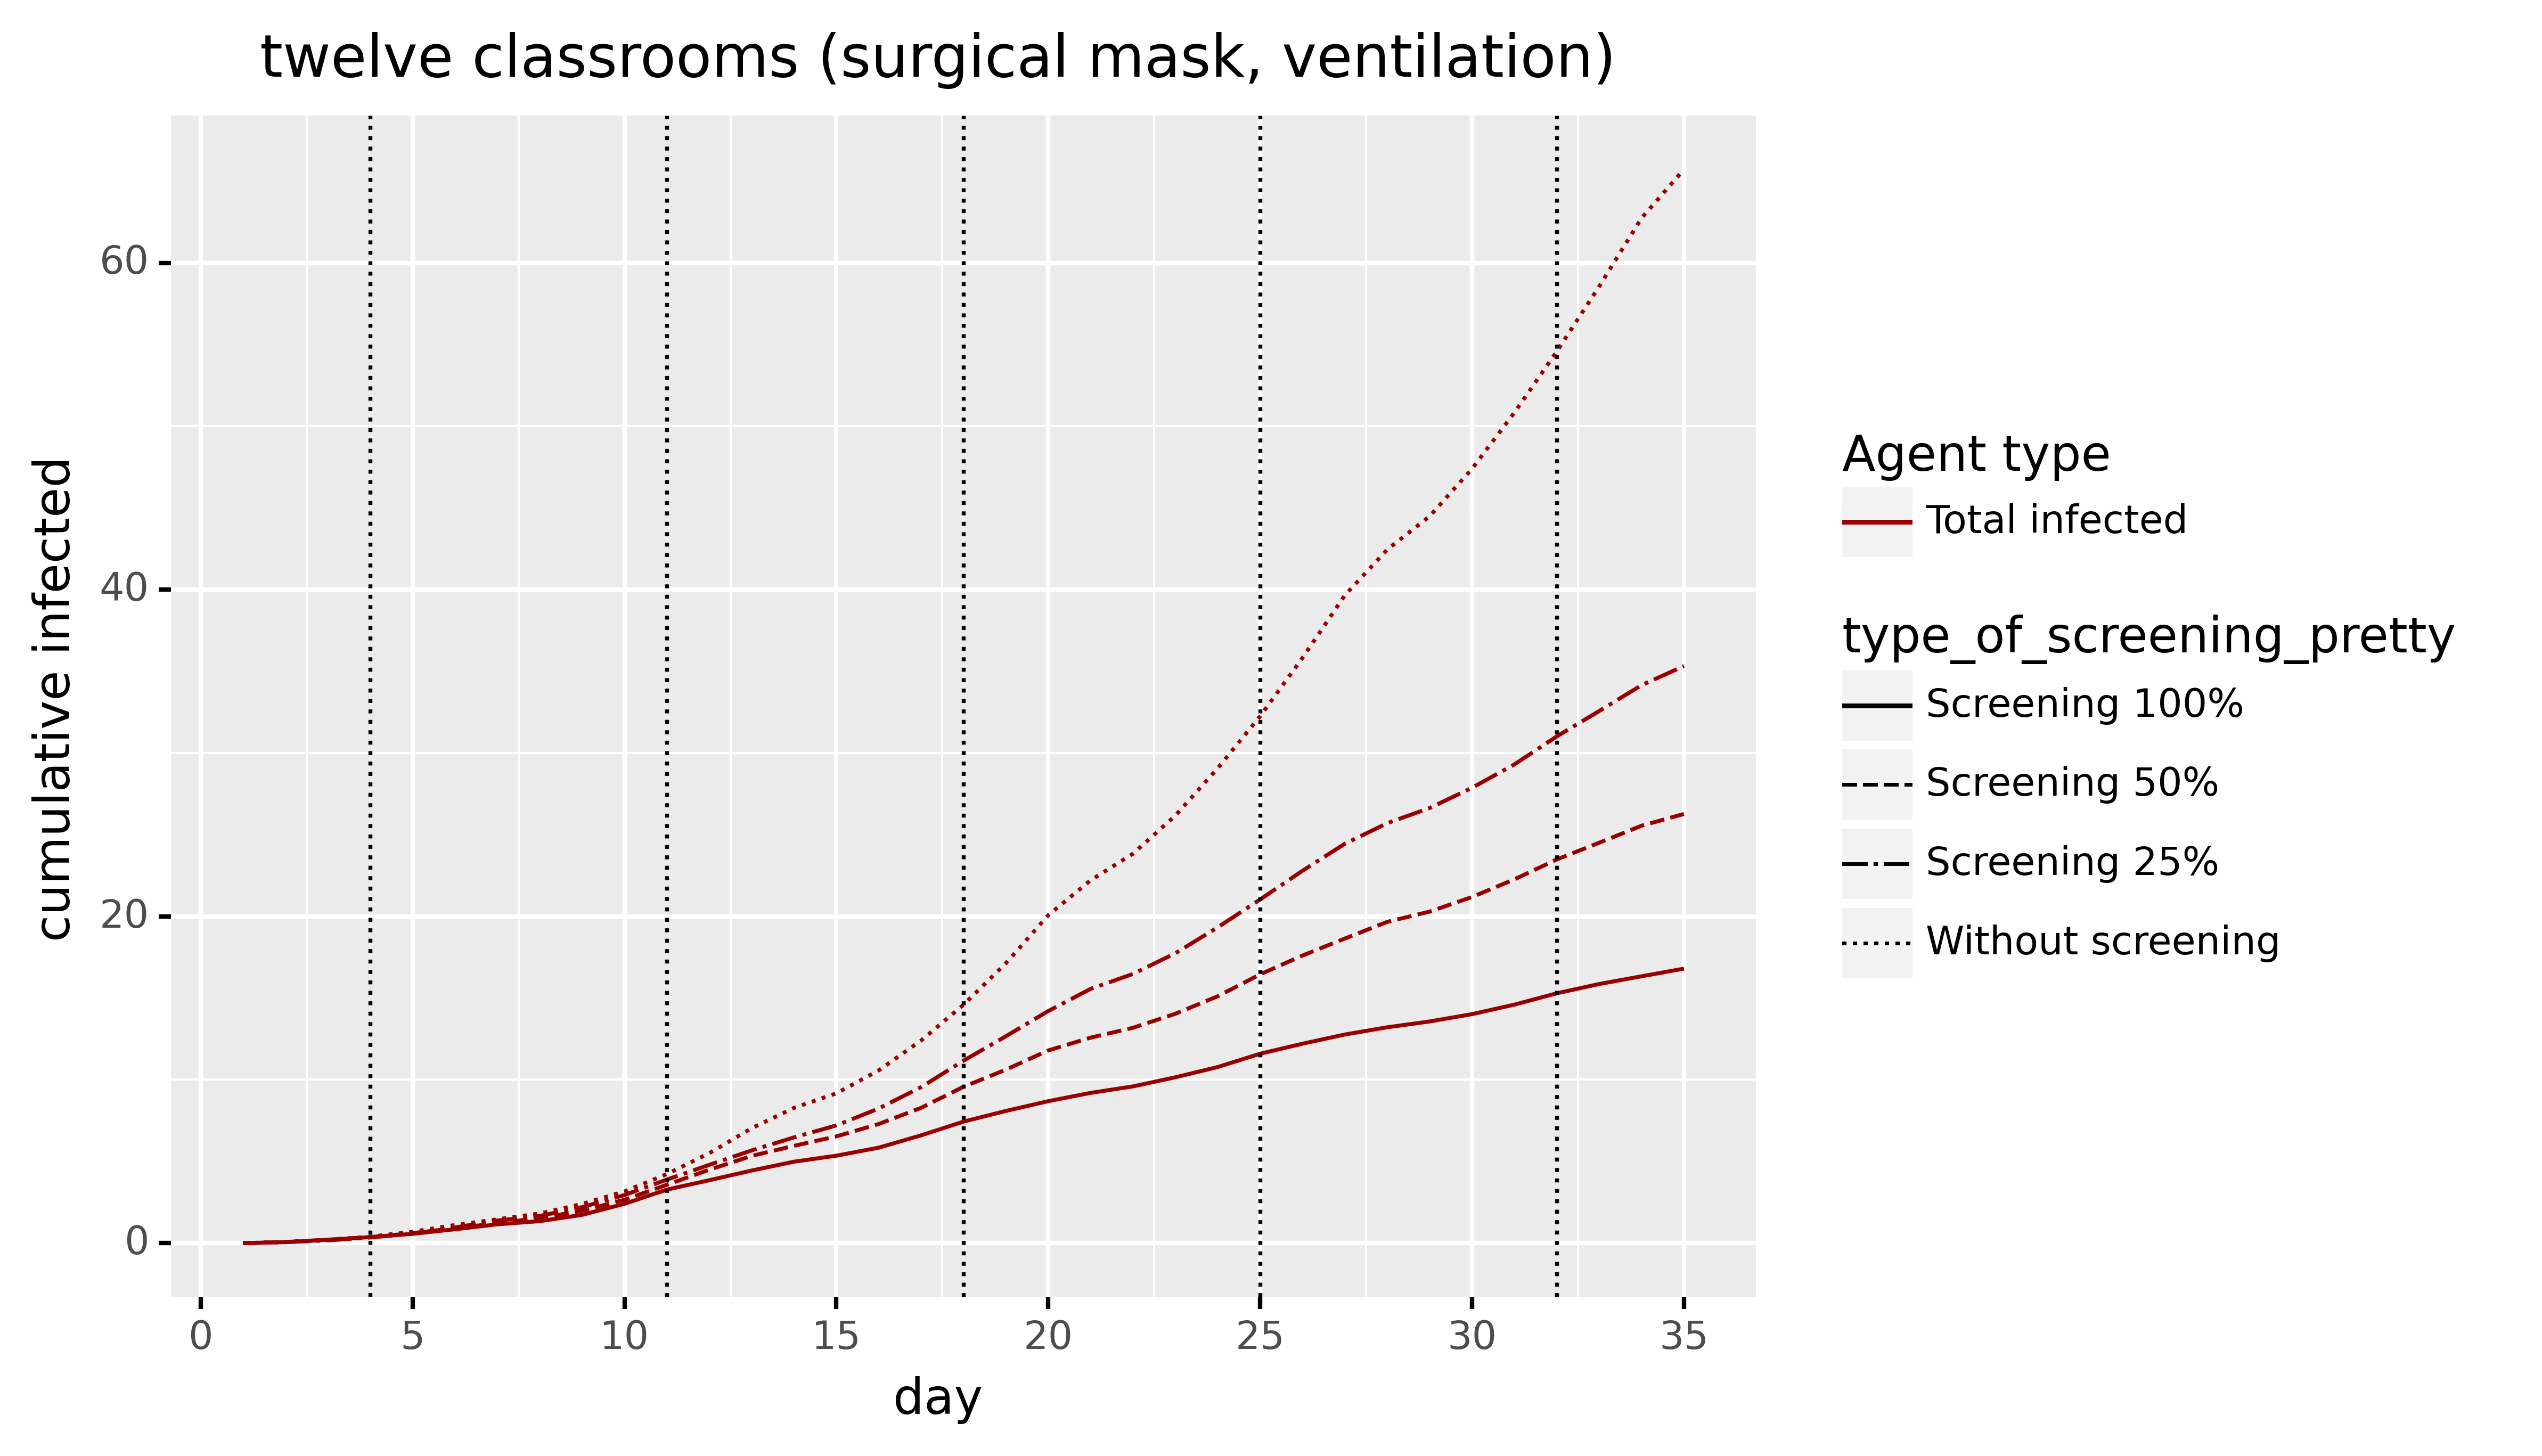 twelve classrooms (surgical mask, ventilation)
cumulative infected
60
40
20
0
0 5 10 15 20 25 30 35
day
Agent type
Total infected
type_of_screening_pretty
Screening 100%
Screening 50%
Screening 25%
Without screening